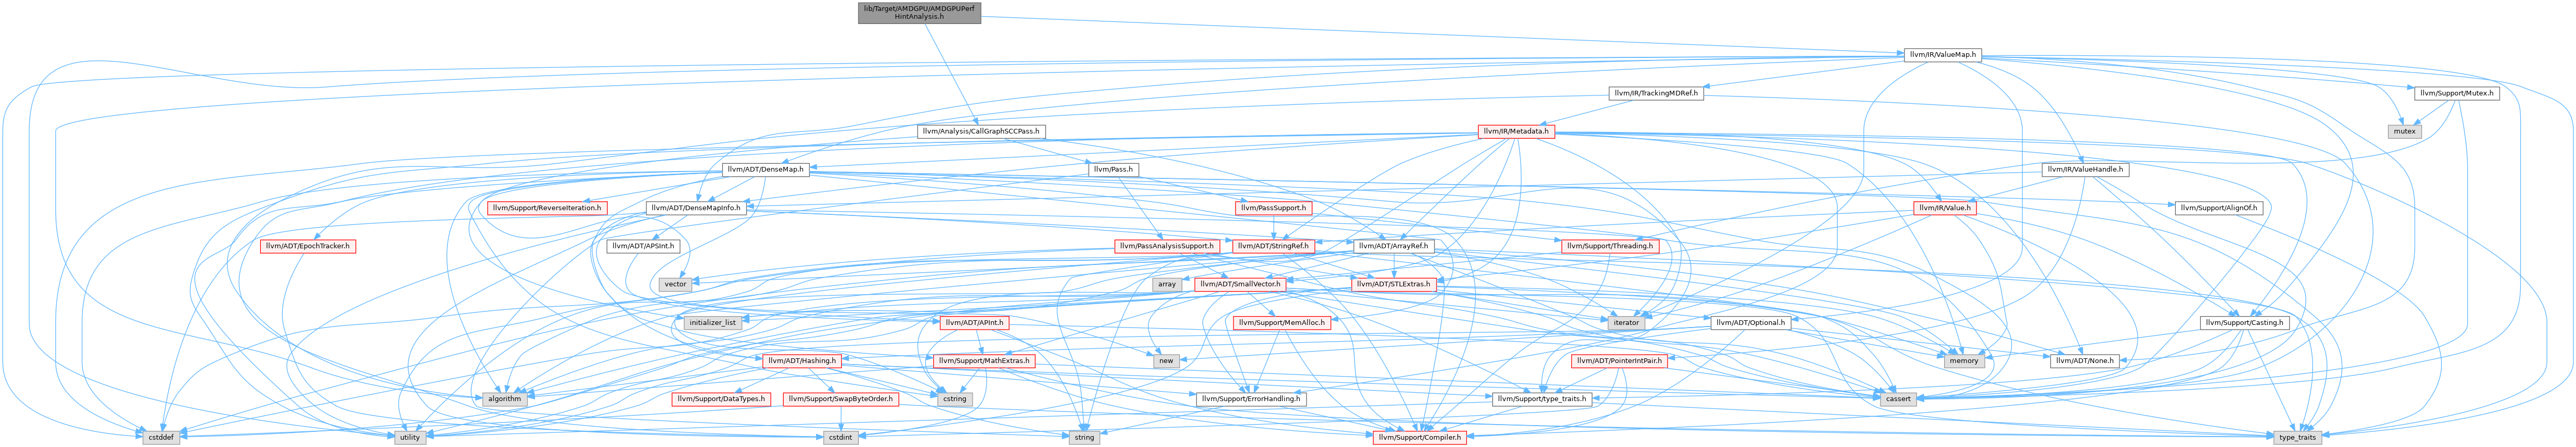 lib/Target/AMDGPU/AMDGPUPerf
HintAnalysis.h
llvm/IR/ValueMap.h
llvm/IR/TrackingMDRef.h
llvm/Support/Mutex.h
llvm/Analysis/CallGraphSCCPass.h
llvm/IR/Metadata.h
mutex
llvm/ADT/DenseMap.h
llvm/Pass.h
llvm/IR/ValueHandle.h
llvm/Support/ReverseIteration.h
llvm/ADT/DenseMapInfo.h
llvm/PassSupport.h
llvm/IR/Value.h
llvm/Support/AlignOf.h
llvm/ADT/EpochTracker.h
llvm/ADT/APSInt.h
llvm/PassAnalysisSupport.h
llvm/ADT/StringRef.h
llvm/ADT/ArrayRef.h
llvm/Support/Threading.h
vector
array
llvm/ADT/SmallVector.h
llvm/ADT/STLExtras.h
initializer_list
llvm/ADT/APInt.h
llvm/Support/MemAlloc.h
iterator
llvm/ADT/Optional.h
llvm/Support/Casting.h
llvm/ADT/Hashing.h
llvm/Support/MathExtras.h
new
llvm/ADT/PointerIntPair.h
memory
llvm/ADT/None.h
algorithm
llvm/Support/DataTypes.h
llvm/Support/SwapByteOrder.h
cstring
llvm/Support/ErrorHandling.h
llvm/Support/type_traits.h
cassert
cstddef
utility
cstdint
string
llvm/Support/Compiler.h
type_traits